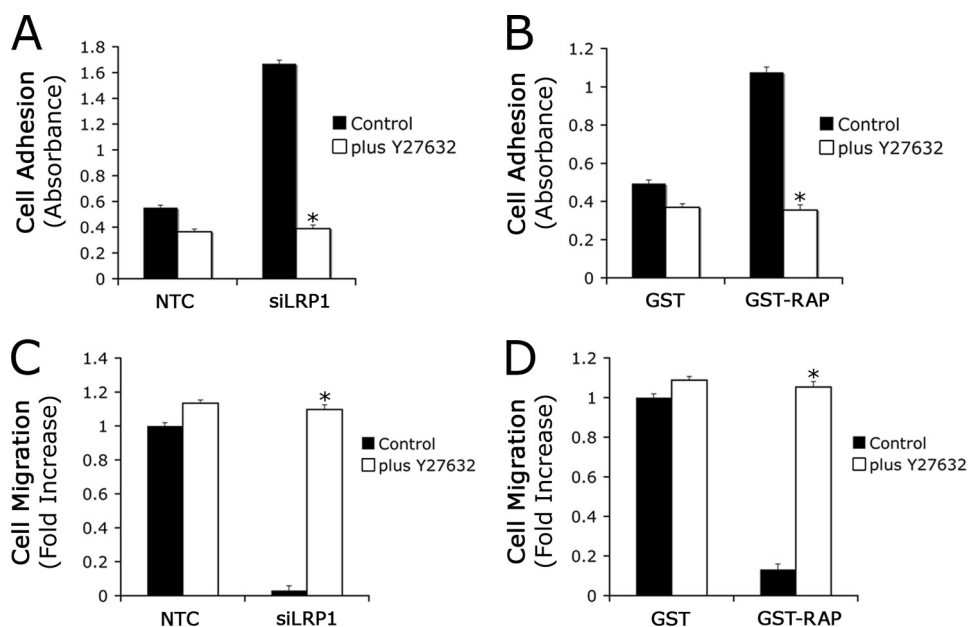 A
Cell Adhesion
(Absorbance)
1.8
1.6
1.4
1.2
1
0.8
0.6
0.4
0.2
0
*
NTC
siLRP1
Control
plus Y27632
B
Cell Adhesion
(Absorbance)
1.2
1
0.8
0.6
0.4
0.2
0
*
GST
GST-RAP
Control
plus Y27632
C
Cell Migration
(Fold Increase)
1.4
1.2
1
0.8
0.6
0.4
0.2
0
*
NTC
siLRP1
Control
plus Y27632
D
Cell Migration
(Fold Increase)
1.2
1
0.8
0.6
0.4
0.2
0
*
GST
GST-RAP
Control
plus Y27632